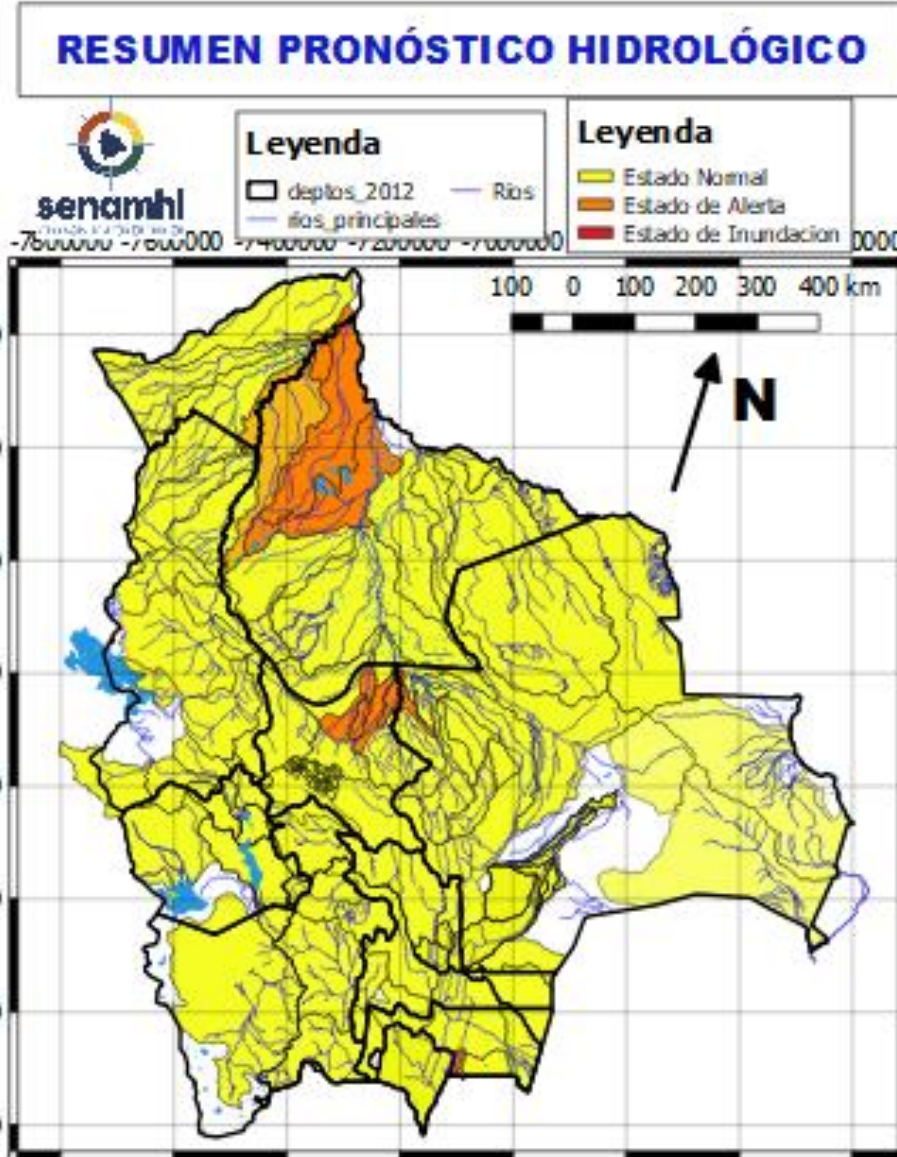 RESUMEN PRONÓSTICO HIDROLÓGICO
senamhi
Leyenda
deptos_2012
Rios
rios_principales
Leyenda
Estado Normal
Estado de Alerta
Estado de Inundacion
-7600000 -7400000 -7200000 -7000000
100 0 100 200 300 400 km
N